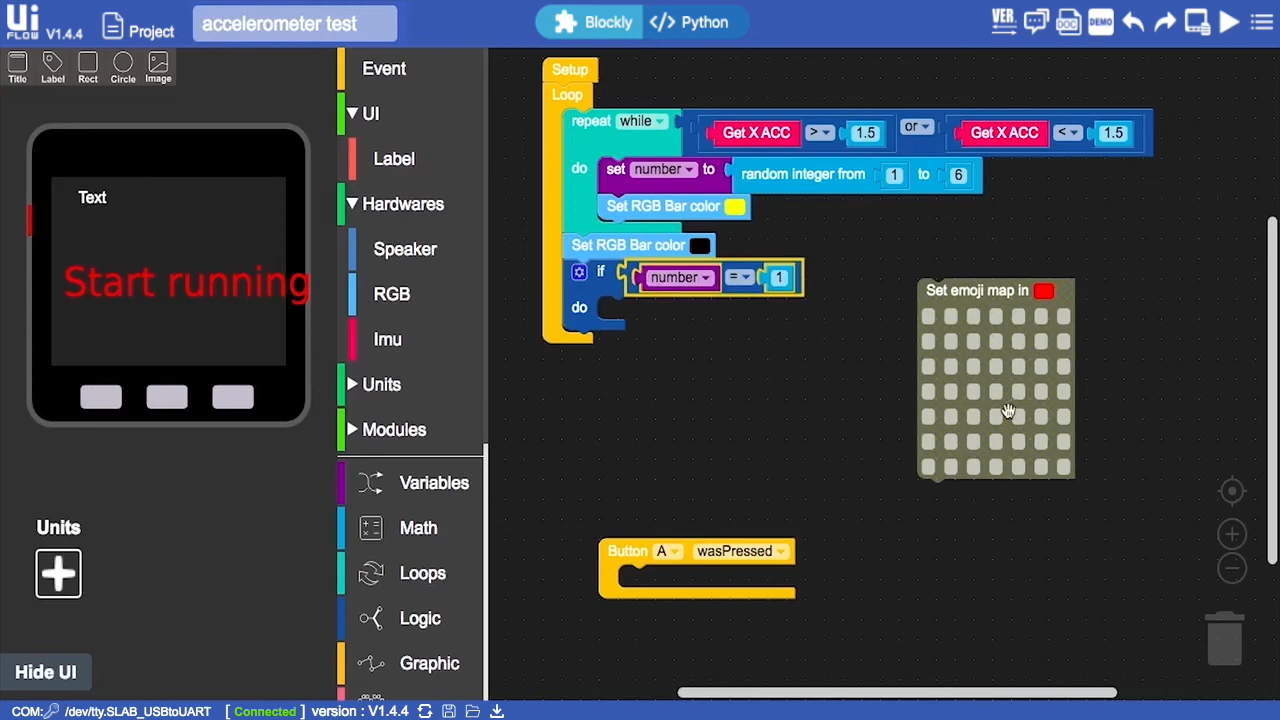 Ui FLOW V1.4.4
Project
accelerometer test
Blockly
</> Python
VER.
DOC
DEMO
Title
Label
Rect
Circle
Image
Text
Start running
Units
Hide UI
Event
UI
Label
Hardwares
Speaker
RGB
Imu
Units
Modules
Variables
Math
Loops
Logic
Graphic
Setup
Loop
repeat while Get X ACC > 1.5 or Get X ACC < 1.5
do set number to random integer from 1 to 6
Set RGB Bar color
Set RGB Bar color
if number = 1
do
Set emoji map in
Button A wasPressed
COM: /dev/tty.SLAB_USBtoUART [ Connected ] version : V1.4.4